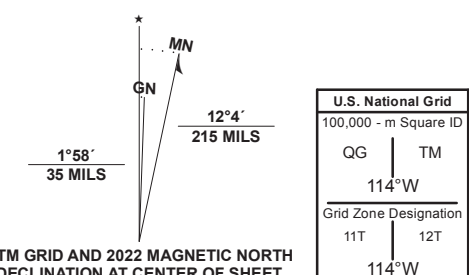 ★
MN
GN
12°4´
215 MILS
1°58´
35 MILS
TM GRID AND 2022 MAGNETIC NORTH
DECLINATION AT CENTER OF SHEET
U.S. National Grid
100,000 - m Square ID
QG TM
114°W
Grid Zone Designation
11T 12T
114°W